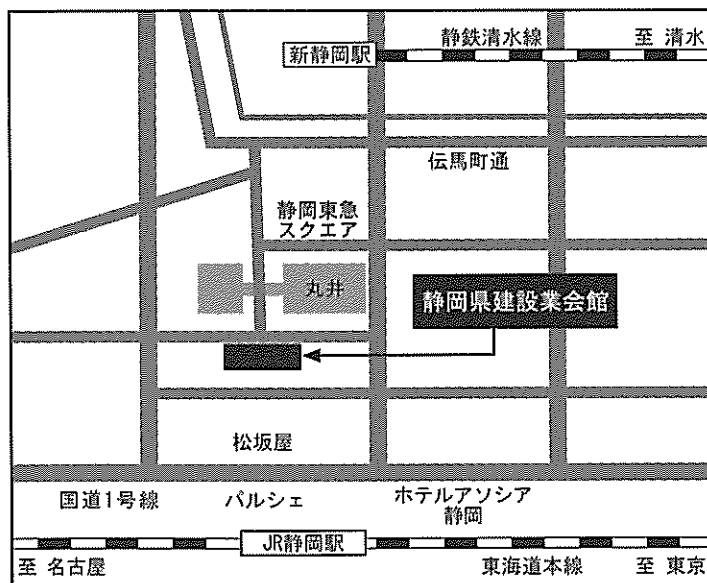 新静岡駅
静鉄清水線
至 清水
伝馬町通
静岡東急
スクエア
丸井
静岡県建設業会館
松坂屋
国道1号線
パルシェ
ホテルアソシア
静岡
JR静岡駅
至 名古屋
東海道本線
至 東京